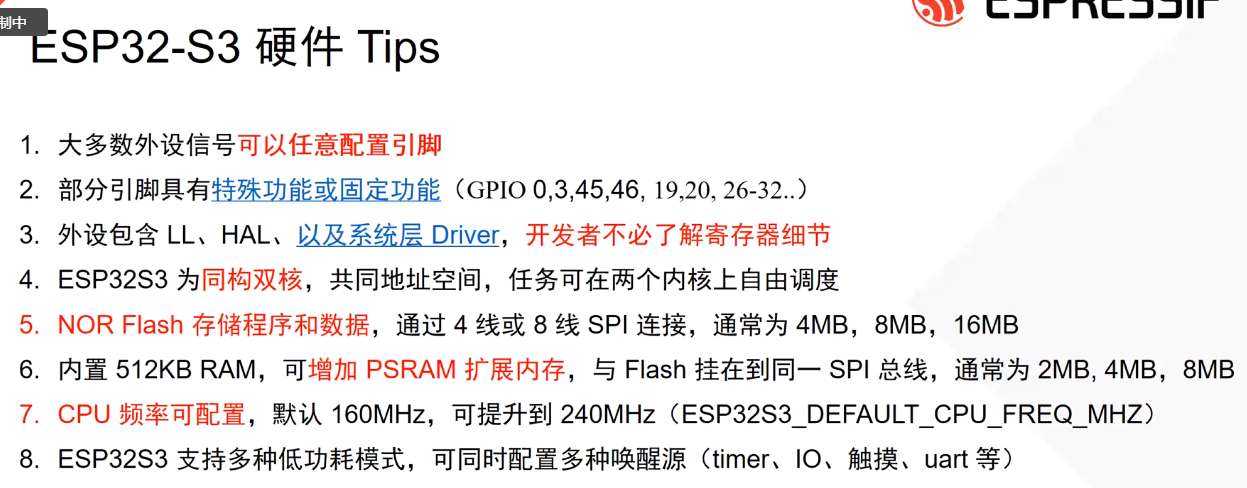 制中
ESPRESSIF
ESP32-S3 硬件 Tips
1. 大多数外设信号可以任意配置引脚
2. 部分引脚具有特殊功能或固定功能（GPIO 0,3,45,46, 19,20, 26-32..）
3. 外设包含 LL、HAL、以及系统层 Driver，开发者不必了解寄存器细节
4. ESP32S3 为同构双核，共同地址空间，任务可在两个内核上自由调度
5. NOR Flash 存储程序和数据，通过 4 线或 8 线 SPI 连接，通常为 4MB，8MB，16MB
6. 内置 512KB RAM，可增加 PSRAM 扩展内存，与 Flash 挂在到同一 SPI 总线，通常为 2MB, 4MB，8MB
7. CPU 频率可配置，默认 160MHz，可提升到 240MHz（ESP32S3_DEFAULT_CPU_FREQ_MHZ）
8. ESP32S3 支持多种低功耗模式，可同时配置多种唤醒源（timer、IO、触摸、uart 等）